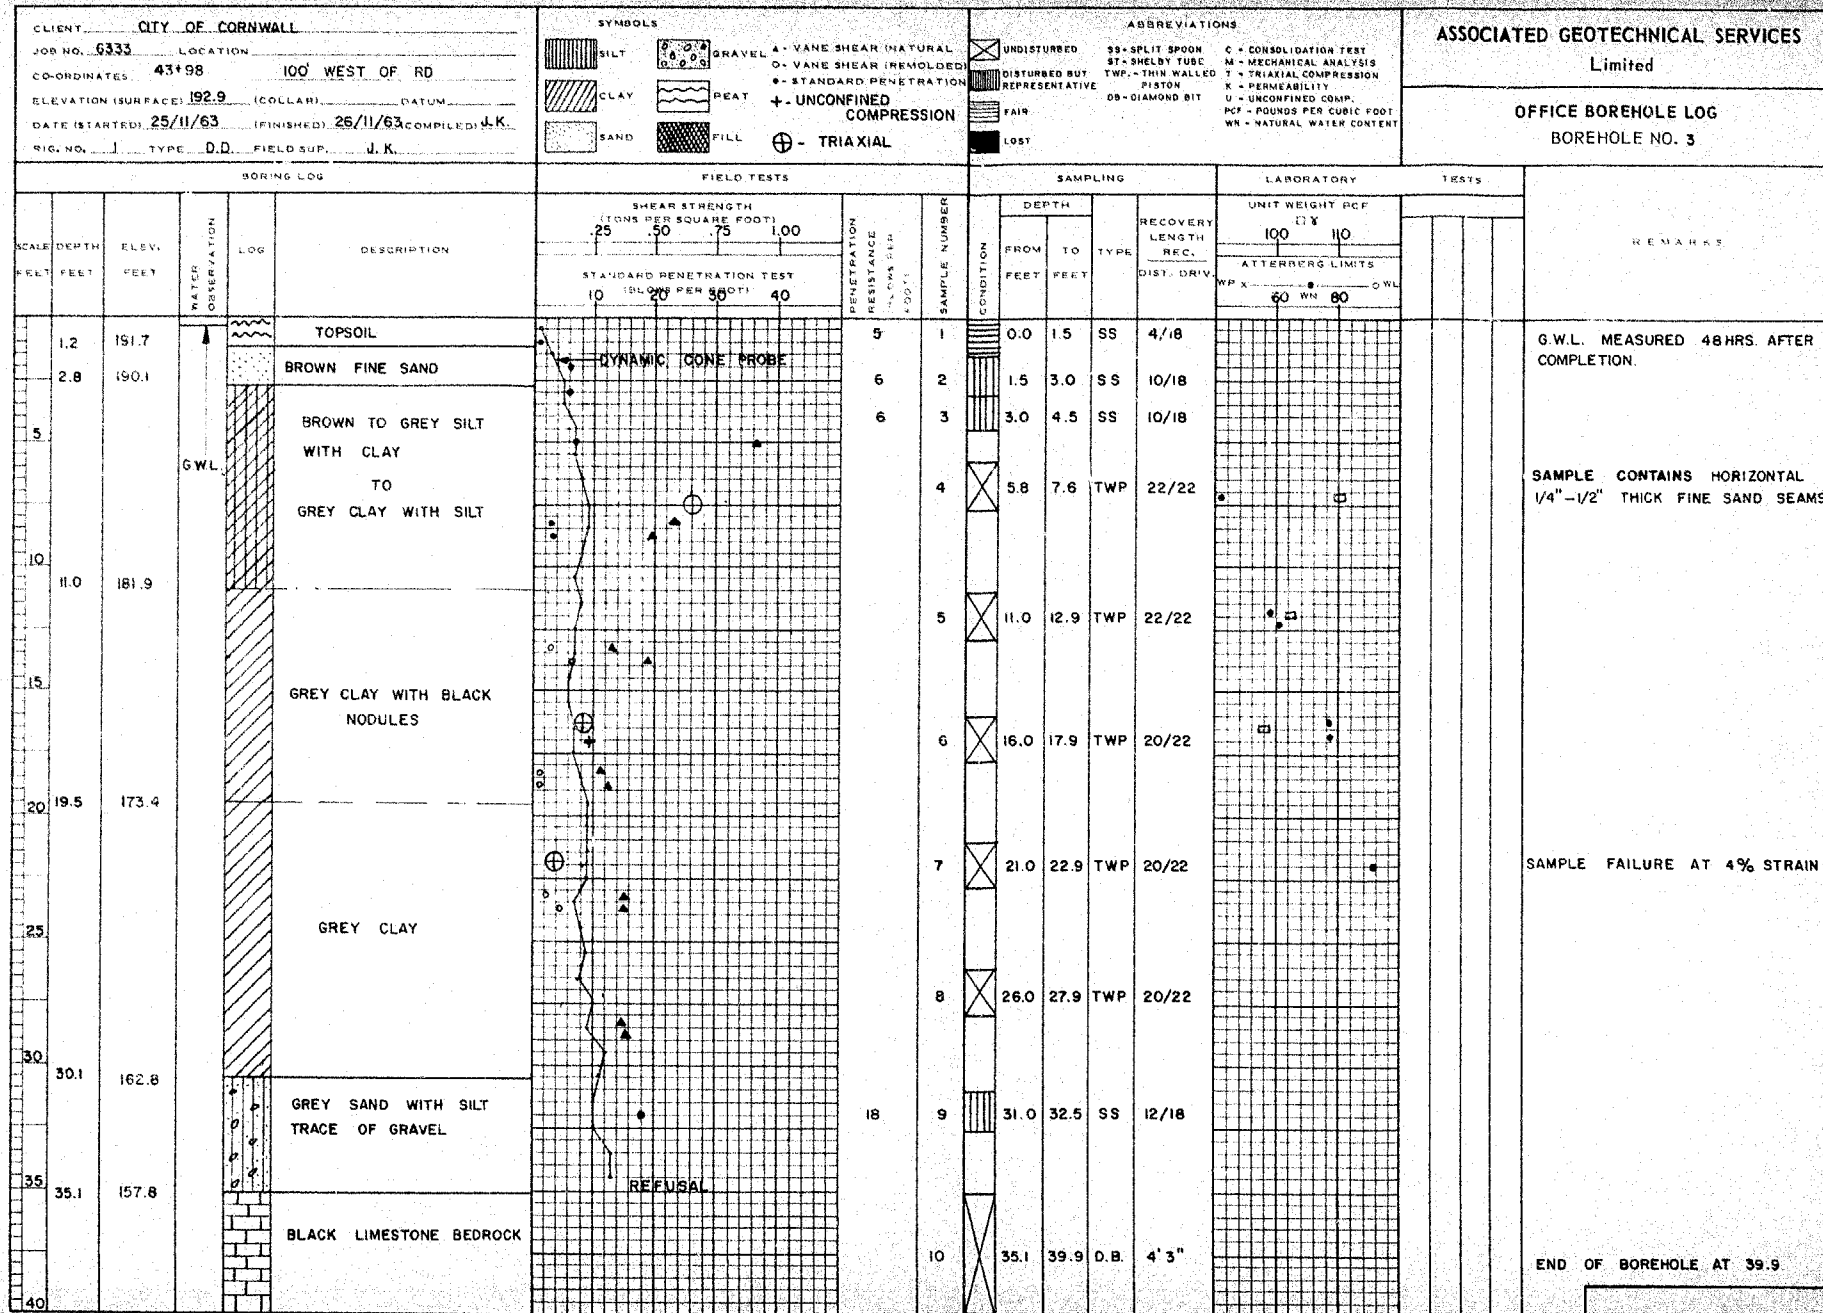 CLIENT CITY OF CORNWALL
JOB NO. G333 LOCATION
CO-ORDINATES 43+98 100' WEST OF RD
ELEVATION (SURFACE) 192.9 (COLLAR) DATUM
DATE (STARTED) 25/11/63 (FINISHED) 26/11/63 COMPILED J.K.
RIG. NO. 1 TYPE D.D. FIELD SUP. J.K.
SYMBOLS
SILT
GRAVEL
CLAY
PEAT
SAND
FILL
▲ - VANE SHEAR (NATURAL
O - VANE SHEAR (REMOLDED)
● - STANDARD PENETRATION
+ - UNCONFINED
COMPRESSION
⊕ - TRIAXIAL
ABBREVIATIONS
UNDISTURBED
DISTURBED BUT
REPRESENTATIVE
FAIR
LOST
SS - SPLIT SPOON
ST - SHELBY TUBE
TWP. - THIN WALLED
PISTON
DB - DIAMOND BIT
C - CONSOLIDATION TEST
M - MECHANICAL ANALYSIS
T - TRIAXIAL COMPRESSION
K - PERMEABILITY
U - UNCONFINED COMP.
PCF - POUNDS PER CUBIC FOOT
WN - NATURAL WATER CONTENT
ASSOCIATED GEOTECHNICAL SERVICES
Limited
OFFICE BOREHOLE LOG
BOREHOLE NO. 3
BORING LOG
FIELD TESTS
SAMPLING
LABORATORY
TESTS
SCALE FEET
DEPTH FEET
ELEV. FEET
WATER OBSERVATION
LOG
DESCRIPTION
SHEAR STRENGTH
(TONS PER SQUARE FOOT)
.25 .50 .75 1.00
STANDARD PENETRATION TEST
(BLOWS PER FOOT)
10 20 30 40
PENETRATION RESISTANCE BLOWS PER FOOT
SAMPLE NUMBER
CONDITION
DEPTH
FROM FEET
TO FEET
TYPE
RECOVERY
LENGTH
REC.
DIST. DRIV.
UNIT WEIGHT PCF
100 110
ATTERBERG LIMITS
WP X WN O WL
60 80
REMARKS
1.2 191.7 TOPSOIL 5 1 0.0 1.5 SS 4/18
G.W.L. MEASURED 48 HRS. AFTER
COMPLETION.
DYNAMIC CONE PROBE
2.8 190.1 BROWN FINE SAND 6 2 1.5 3.0 SS 10/18
6 3 3.0 4.5 SS 10/18
5
BROWN TO GREY SILT
WITH CLAY
TO
GREY CLAY WITH SILT
G.W.L.
4 5.8 7.6 TWP 22/22
SAMPLE CONTAINS HORIZONTAL
1/4"-1/2" THICK FINE SAND SEAMS
10
11.0 181.9
5 11.0 12.9 TWP 22/22
15
GREY CLAY WITH BLACK
NODULES
6 16.0 17.9 TWP 20/22
20 19.5 173.4
7 21.0 22.9 TWP 20/22 SAMPLE FAILURE AT 4% STRAIN
25
GREY CLAY
8 26.0 27.9 TWP 20/22
30
30.1 162.8
GREY SAND WITH SILT
TRACE OF GRAVEL
18 9 31.0 32.5 SS 12/18
35 35.1 157.8 REFUSAL
BLACK LIMESTONE BEDROCK
10 35.1 39.9 D.B. 4' 3"
END OF BOREHOLE AT 39.9
40